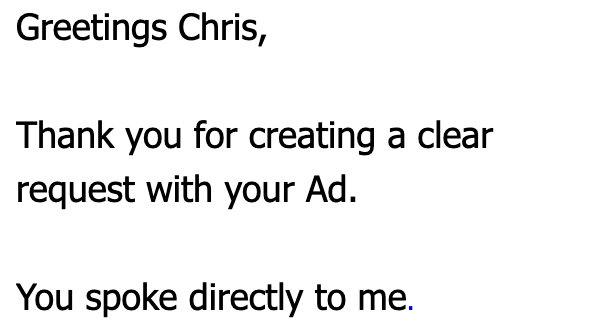 Greetings Chris,
Thank you for creating a clear
request with your Ad.
You spoke directly to me.